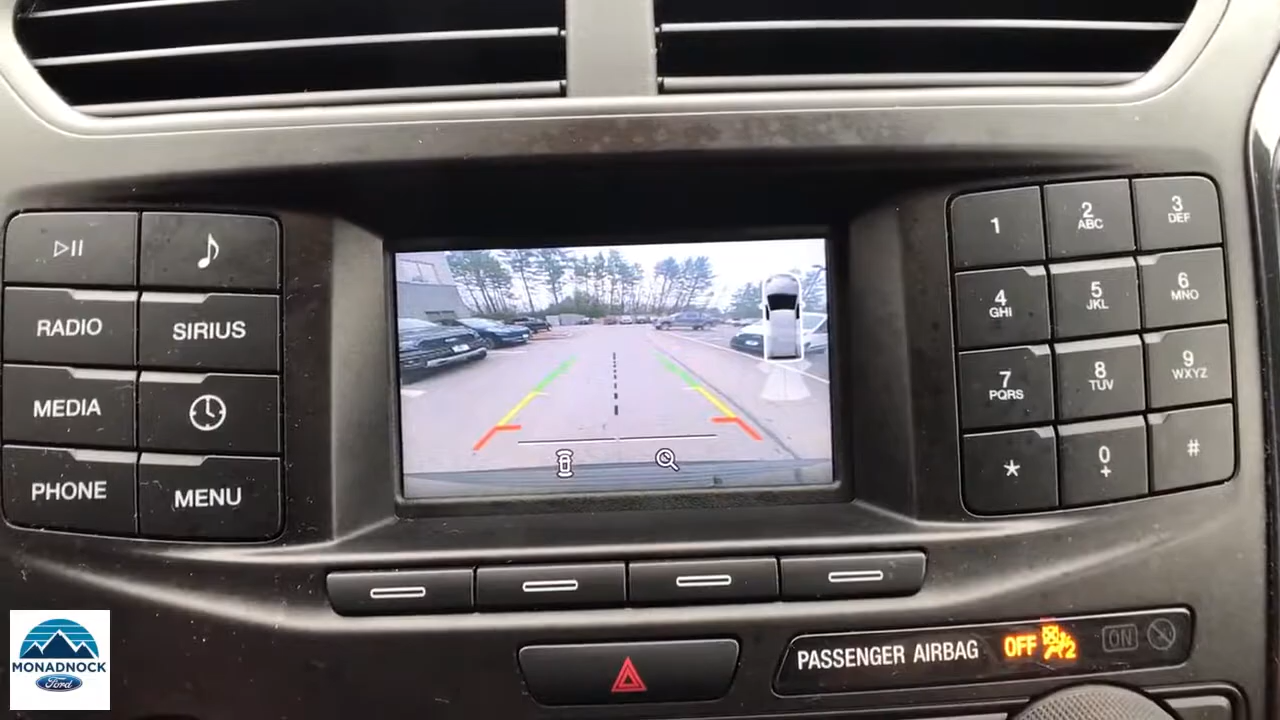 RADIO
SIRIUS
MEDIA
PHONE
MENU
1
2
ABC
3
DEF
4
GHI
5
JKL
6
MNO
7
PQRS
8
TUV
9
WXYZ
*
0
+
#
PASSENGER AIRBAG OFF 2 ON
MONADNOCK
Ford